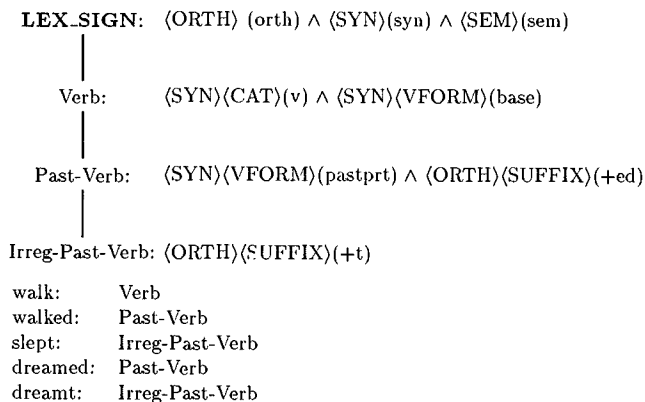 LEX_SIGN: ⟨ORTH⟩ (orth) ∧ ⟨SYN⟩(syn) ∧ ⟨SEM⟩(sem)
Verb: ⟨SYN⟩⟨CAT⟩(v) ∧ ⟨SYN⟩⟨VFORM⟩(base)
Past-Verb: ⟨SYN⟩⟨VFORM⟩(pastprt) ∧ ⟨ORTH⟩⟨SUFFIX⟩(+ed)
Irreg-Past-Verb: ⟨ORTH⟩⟨SUFFIX⟩(+t)
walk: Verb
walked: Past-Verb
slept: Irreg-Past-Verb
dreamed: Past-Verb
dreamt: Irreg-Past-Verb